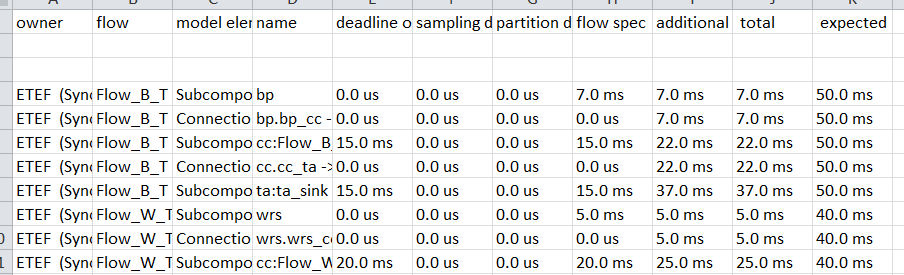 owner flow model eler name deadline o sampling d partition d flow spec additional total expected
ETEF (Sync Flow_B_T Subcompo bp 0.0 us 0.0 us 0.0 us 7.0 ms 7.0 ms 7.0 ms 50.0 ms
ETEF (Sync Flow_B_T Connectio bp.bp_cc - 0.0 us 0.0 us 0.0 us 0.0 us 7.0 ms 7.0 ms 50.0 ms
ETEF (Sync Flow_B_T Subcompo cc:Flow_B_ 15.0 ms 0.0 us 0.0 us 15.0 ms 22.0 ms 22.0 ms 50.0 ms
ETEF (Sync Flow_B_T Connectio cc.cc_ta -> 0.0 us 0.0 us 0.0 us 0.0 us 22.0 ms 22.0 ms 50.0 ms
ETEF (Sync Flow_B_T Subcompo ta:ta_sink 15.0 ms 0.0 us 0.0 us 15.0 ms 37.0 ms 37.0 ms 50.0 ms
ETEF (Sync Flow_W_T Subcompo wrs 0.0 us 0.0 us 0.0 us 5.0 ms 5.0 ms 5.0 ms 40.0 ms
0 ETEF (Sync Flow_W_T Connectio wrs.wrs_c 0.0 us 0.0 us 0.0 us 0.0 us 5.0 ms 5.0 ms 40.0 ms
1 ETEF (Sync Flow_W_T Subcompo cc:Flow_W 20.0 ms 0.0 us 0.0 us 20.0 ms 25.0 ms 25.0 ms 40.0 ms